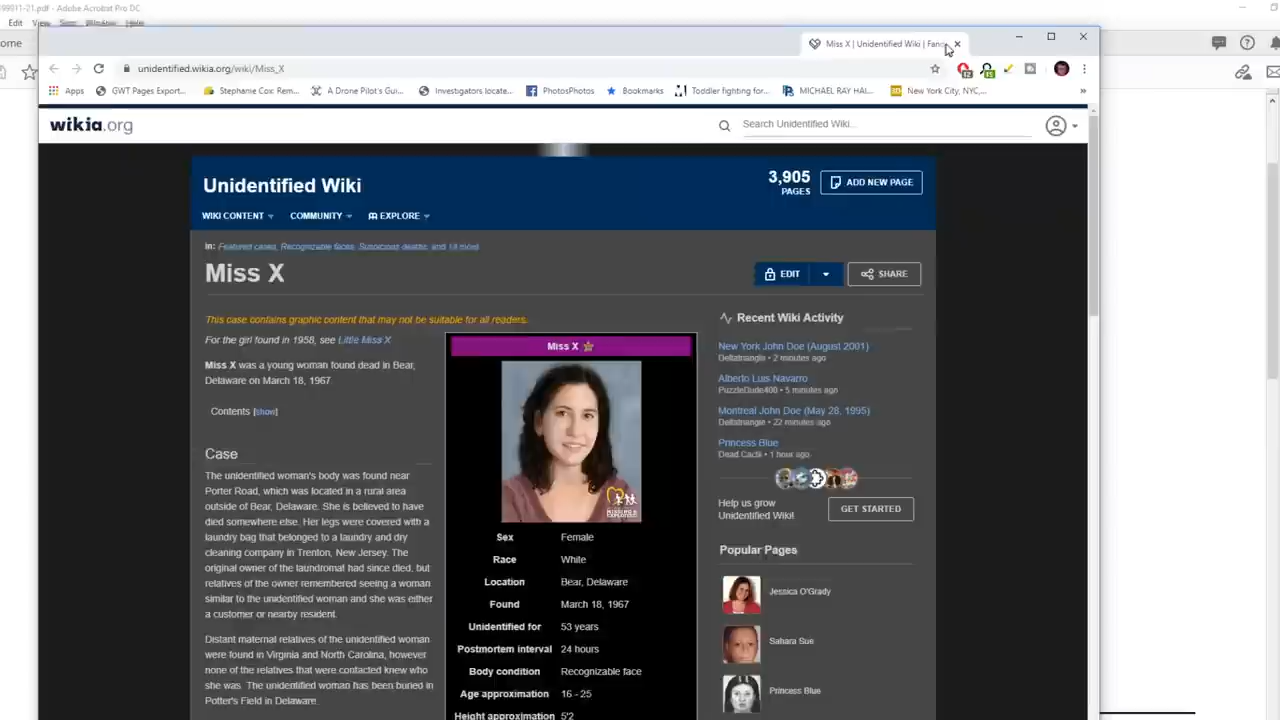 99911-21.pdf - Adobe Acrobat Pro DC
Edit View Window Help
ome
Miss X | Unidentified Wiki | Fand
unidentified.wikia.org/wiki/Miss_X
Apps GWT Pages Export... Stephanie Cox: Rem... A Drone Pilot's Gui... Investigators locate... PhotosPhotos Bookmarks Toddler fighting for... MICHAEL RAY HAI... New York City, NYC,... »
wikia.org
Search Unidentified Wiki...
Unidentified Wiki
3,905
PAGES
ADD NEW PAGE
WIKI CONTENT
COMMUNITY
EXPLORE
in: Featured cases, Recognizable faces, Suspicious deaths, and 18 more
Miss X
EDIT
SHARE
This case contains graphic content that may not be suitable for all readers.
For the girl found in 1958, see Little Miss X
Miss X was a young woman found dead in Bear,
Delaware on March 18, 1967.
Contents [show]
Case
The unidentified woman's body was found near
Porter Road, which was located in a rural area
outside of Bear, Delaware. She is believed to have
died somewhere else. Her legs were covered with a
laundry bag that belonged to a laundry and dry
cleaning company in Trenton, New Jersey. The
original owner of the laundromat had since died, but
relatives of the owner remembered seeing a woman
similar to the unidentified woman and she was either
a customer or nearby resident.
Distant maternal relatives of the unidentified woman
were found in Virginia and North Carolina, however
none of the relatives that were contacted knew who
she was. The unidentified woman has been buried in
Potter's Field in Delaware.
Miss X
MISSING &
Sex Female
Race White
Location Bear, Delaware
Found March 18, 1967
Unidentified for 53 years
Postmortem interval 24 hours
Body condition Recognizable face
Age approximation 16 - 25
Height approximation 5'2
Recent Wiki Activity
New York John Doe (August 2001)
Deltatriangle • 2 minutes ago
Alberto Luis Navarro
PuzzleDude400 • 5 minutes ago
Montreal John Doe (May 28, 1995)
Deltatriangle • 22 minutes ago
Princess Blue
Dead Cacti • 1 hour ago
Help us grow
Unidentified Wiki!
GET STARTED
Popular Pages
Jessica O'Grady
Sahara Sue
Princess Blue